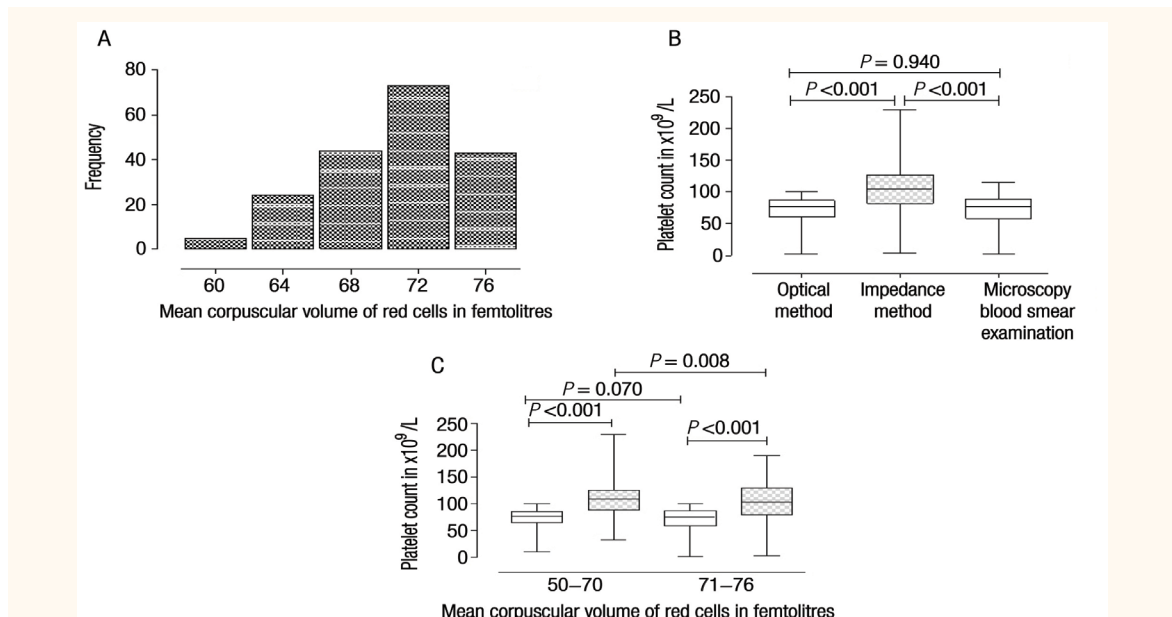 A
80
60
40
20
0
Frequency
60 64 68 72 76
Mean corpuscular volume of red cells in femtolitres
B
P = 0.940
P <0.001 P <0.001
250
200
150
100
50
0
Platelet count in x10⁹/L
Optical method
Impedance method
Microscopy blood smear examination
C
P = 0.008
P = 0.070
P <0.001
P <0.001
250
200
150
100
50
0
Platelet count in x10⁹/L
50–70 71–76
Mean corpuscular volume of red cells in femtolitres